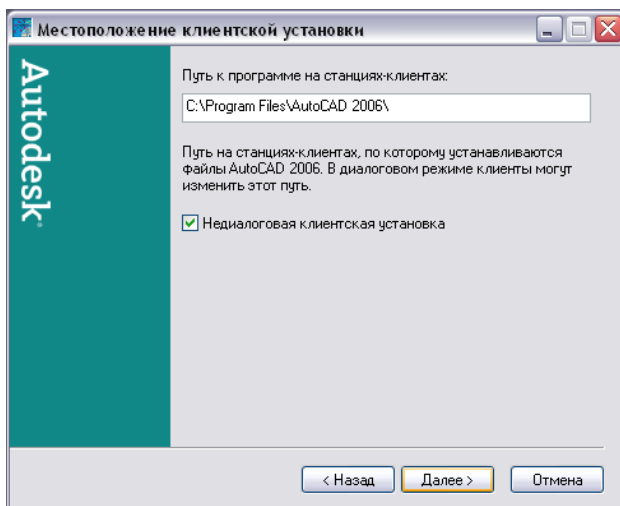 Местоположение клиентской установки
Autodesk
Путь к программе на станциях-клиентах:
C:\Program Files\AutoCAD 2006\
Путь на станциях-клиентах, по которому устанавливаются
файлы AutoCAD 2006. В диалоговом режиме клиенты могут
изменить этот путь.
Недиалоговая клиентская установка
< Назад
Далее >
Отмена